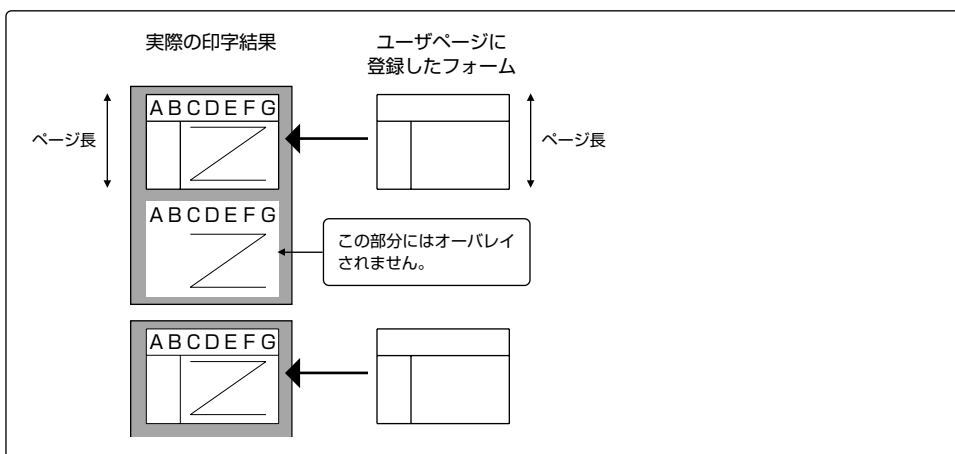 実際の印字結果
ユーザページに
登録したフォーム
ABCDEFG
ページ長
ページ長
ABCDEFG
この部分にはオーバレイ
されません。
ABCDEFG